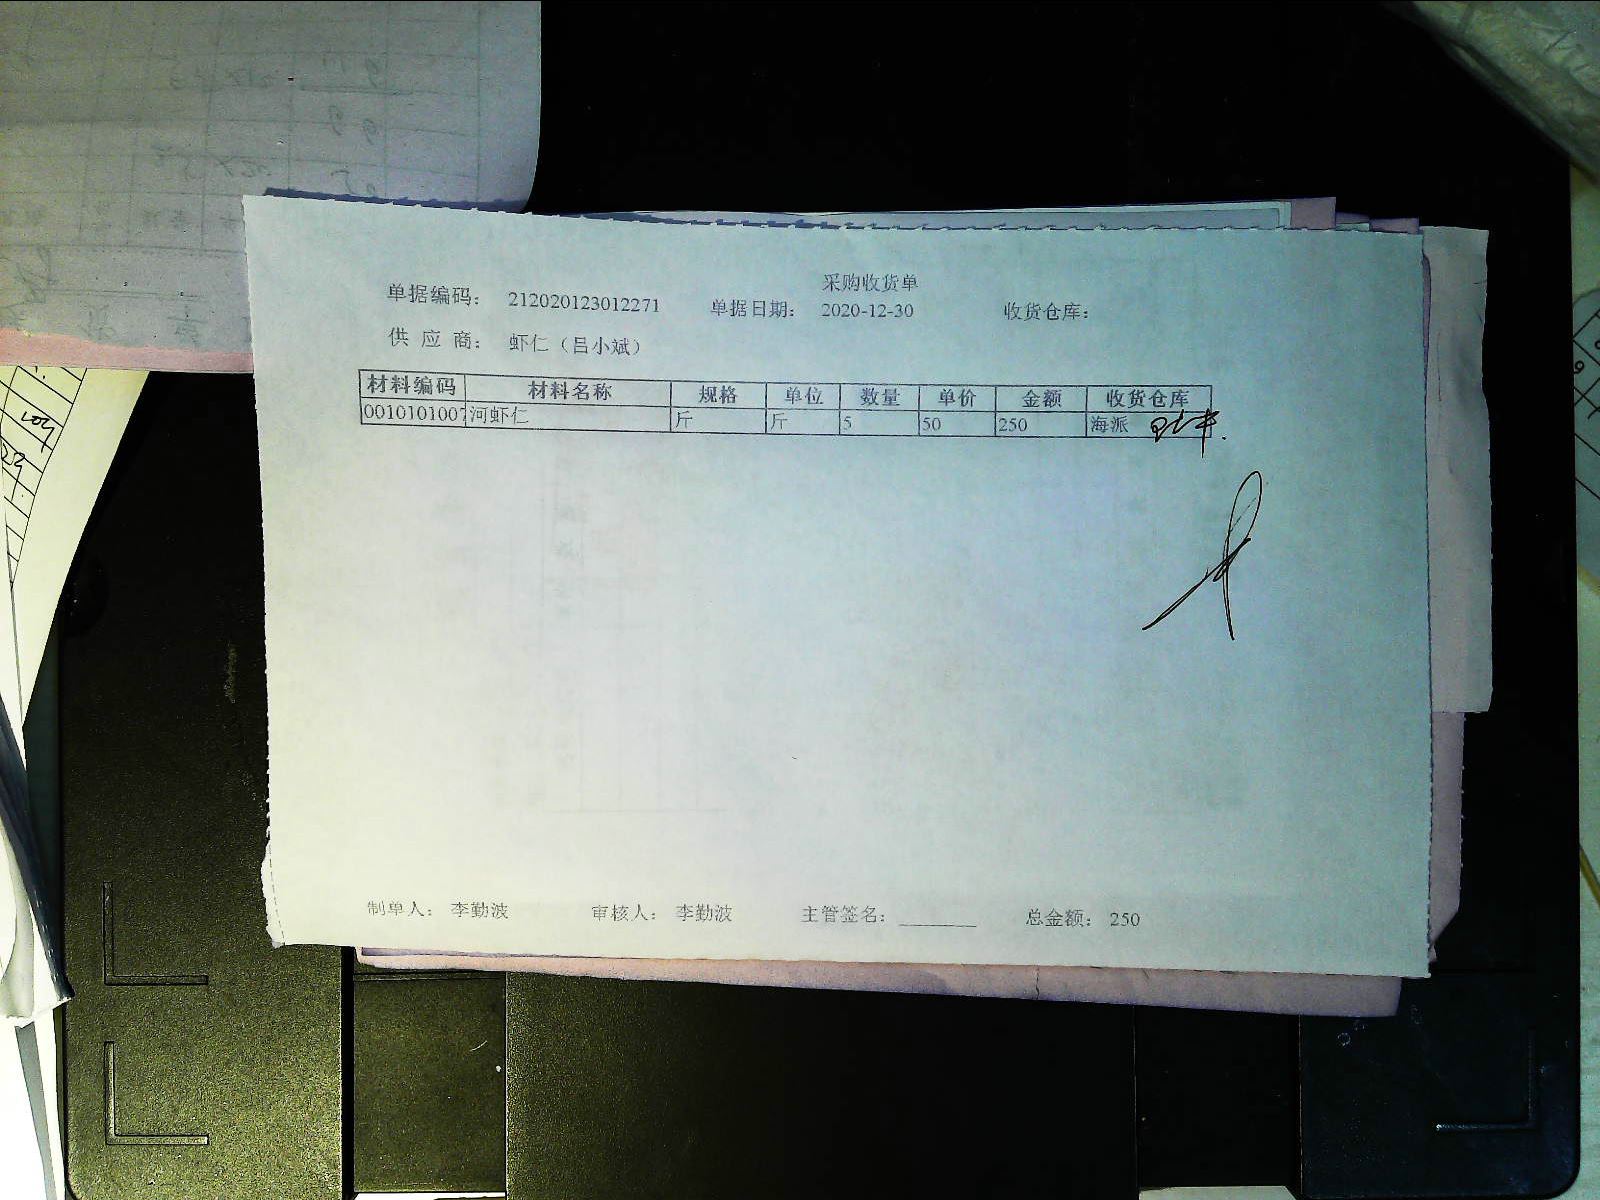 采购收货单
单据编码： 212020123012271 单据日期： 2020-12-30 收货仓库：
供 应 商： 虾仁（吕小斌）
材料编码 材料名称 规格 单位 数量 单价 金额 收货仓库
0010101007 河虾仁 斤 斤 5 50 250 海派
制单人： 李勤波 审核人： 李勤波 主管签名： 总金额： 250